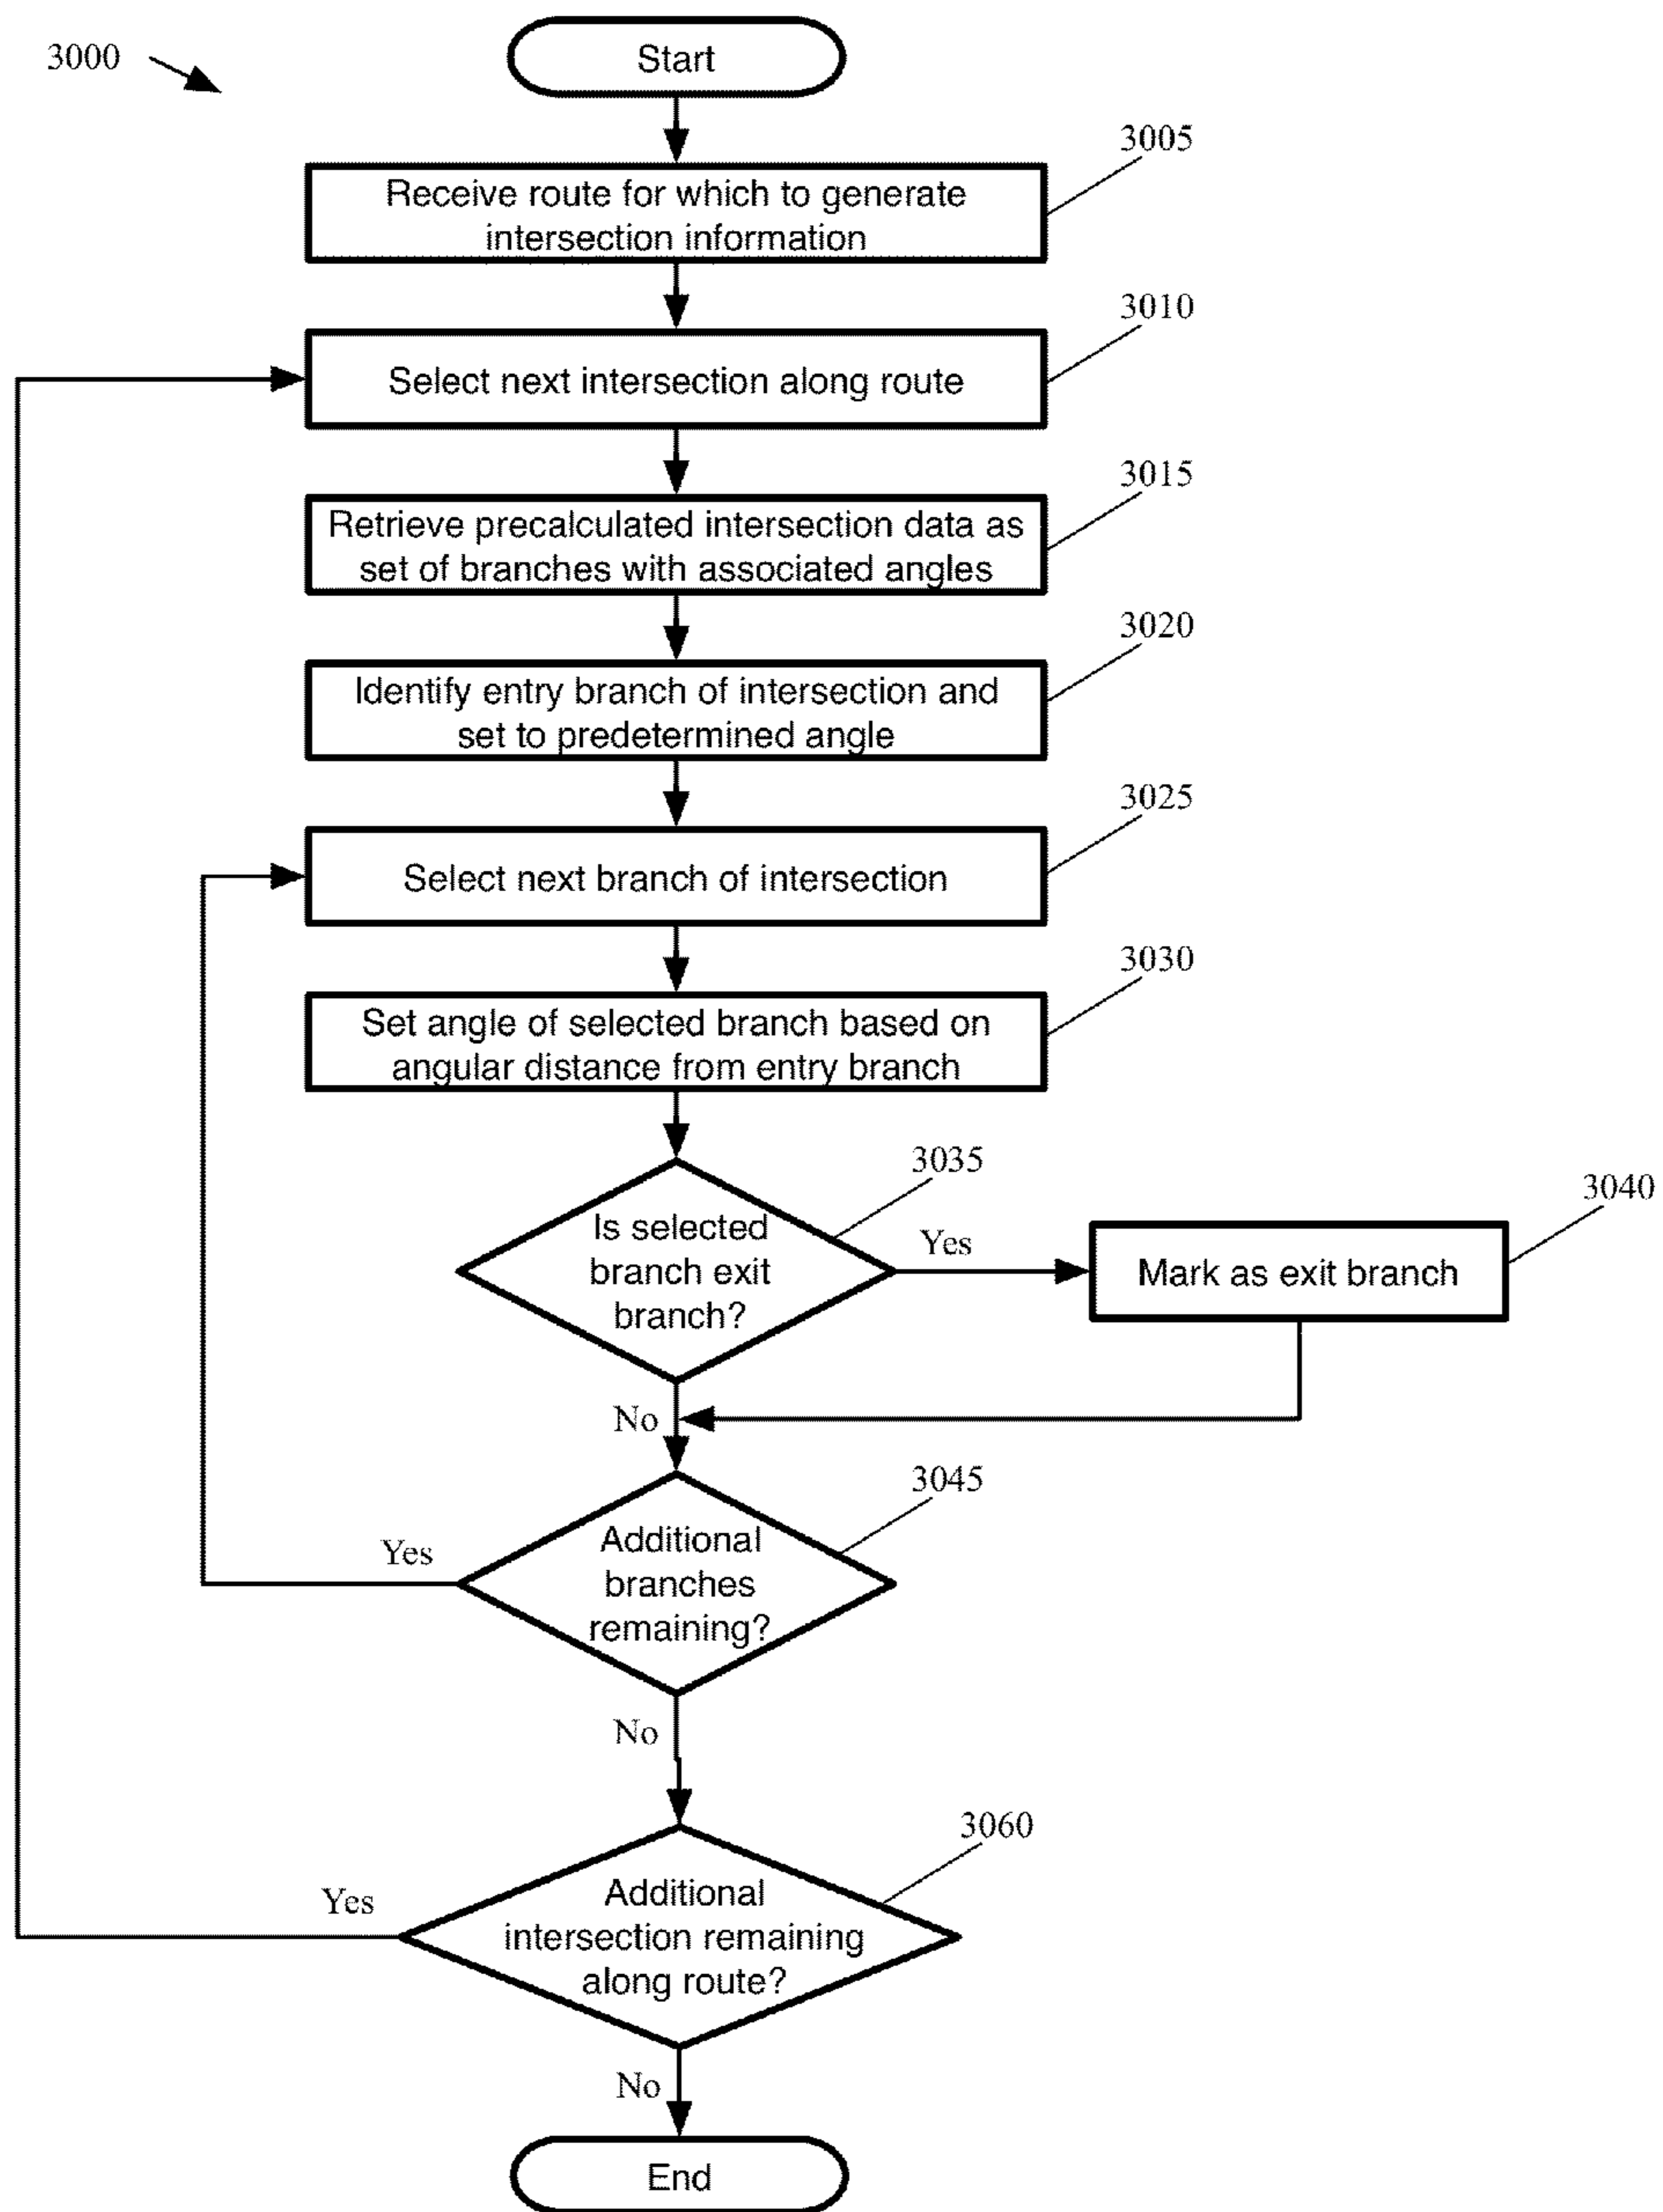 3000
Start
3005
Receive route for which to generate
intersection information
3010
Select next intersection along route
3015
Retrieve precalculated intersection data as
set of branches with associated angles
3020
Identify entry branch of intersection and
set to predetermined angle
3025
Select next branch of intersection
3030
Set angle of selected branch based on
angular distance from entry branch
3035
Is selected
branch exit
branch?
Yes
3040
Mark as exit branch
No
3045
Additional
branches
remaining?
Yes
No
3060
Additional
intersection remaining
along route?
Yes
No
End